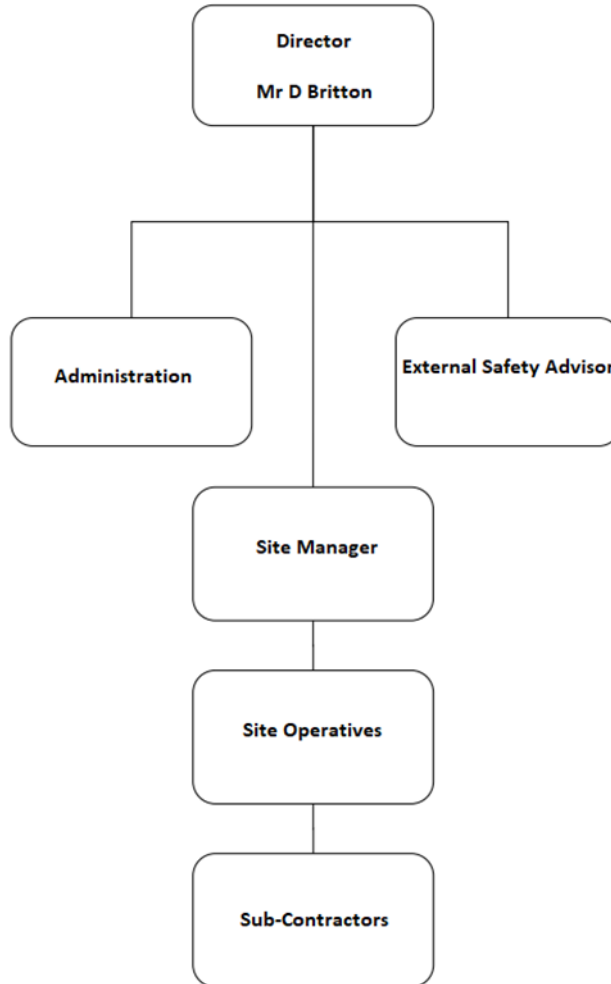 Director
Mr D Britton
Administration
External Safety Advisor
Site Manager
Site Operatives
Sub-Contractors